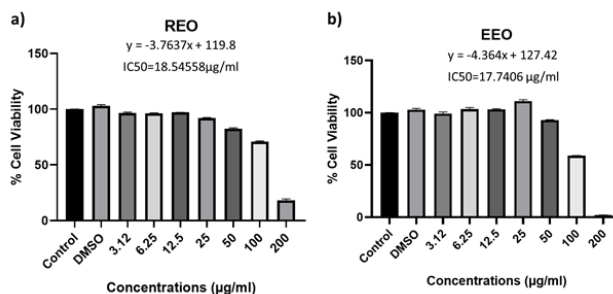 a)
REO
y = -3.7637x + 119.8
IC50=18.54558µg/ml
% Cell Viability
150
100
50
0
Control
DMSO
3.12
6.25
12.5
25
50
100
200
Concentrations (µg/ml)
b)
EEO
y = -4.364x + 127.42
IC50=17.7406 µg/ml
% Cell Viability
150
100
50
0
Control
DMSO
3.12
6.25
12.5
25
50
100
200
Concentrations (µg/ml)